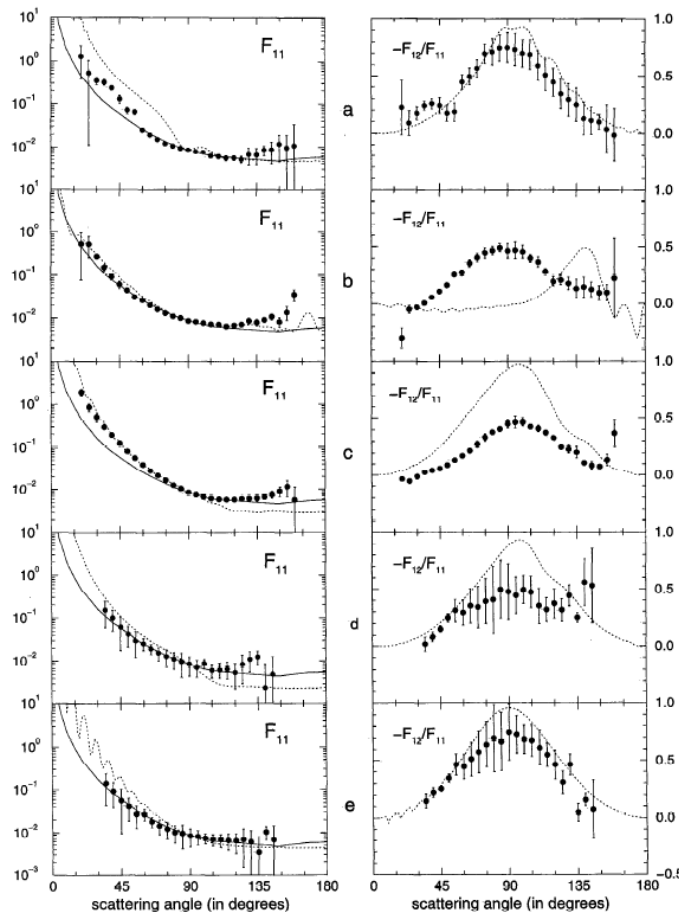 10¹ F₁₁ -F₁₂/F₁₁ 1.0
10⁰
10⁻¹ 0.5
10⁻² a 0.0
10¹ F₁₁ -F₁₂/F₁₁ 1.0
10⁰
10⁻¹ 0.5
10⁻² b 0.0
10¹ F₁₁ -F₁₂/F₁₁ 1.0
10⁰
10⁻¹ 0.5
10⁻² c 0.0
10¹ F₁₁ -F₁₂/F₁₁ 1.0
10⁰
10⁻¹ 0.5
10⁻² d 0.0
10¹ F₁₁ -F₁₂/F₁₁ 1.0
10⁰
10⁻¹ 0.5
10⁻² e 0.0
10⁻³ -0.5
0 45 90 135 180 0 45 90 135 180
scattering angle (in degrees) scattering angle (in degrees)